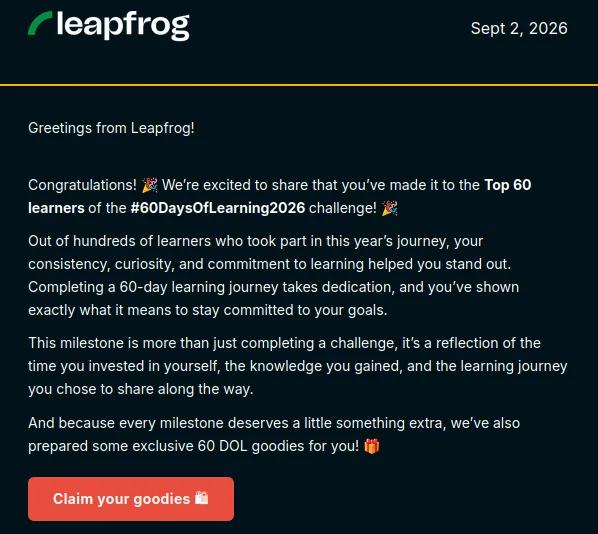 leapfrog
Sept 2, 2026
Greetings from Leapfrog!
Congratulations! 🎉 We’re excited to share that you’ve made it to the Top 60
learners of the #60DaysOfLearning2026 challenge! 🎉
Out of hundreds of learners who took part in this year’s journey, your
consistency, curiosity, and commitment to learning helped you stand out.
Completing a 60-day learning journey takes dedication, and you’ve shown
exactly what it means to stay committed to your goals.
This milestone is more than just completing a challenge, it’s a reflection of the
time you invested in yourself, the knowledge you gained, and the learning journey
you chose to share along the way.
And because every milestone deserves a little something extra, we’ve also
prepared some exclusive 60 DOL goodies for you! 🎁
Claim your goodies 🛍️